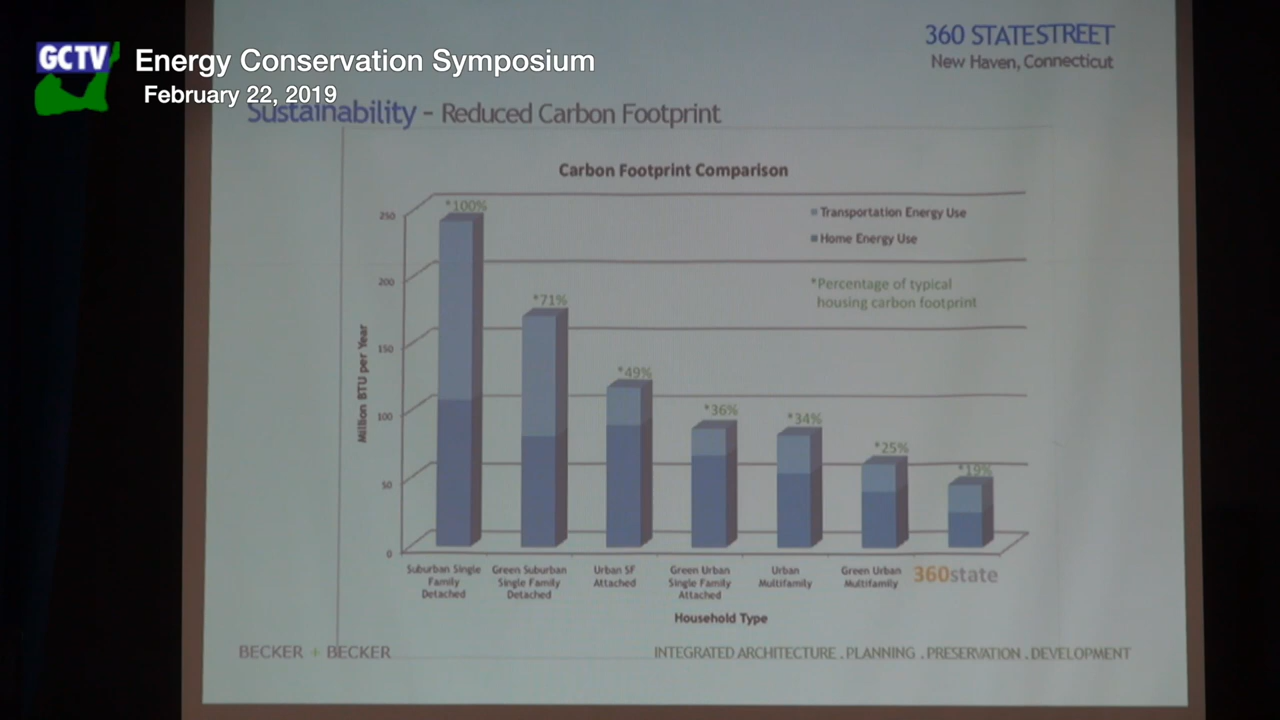 GCTV
Energy Conservation Symposium
February 22, 2019
360 STATESTREET
New Haven, Connecticut
Sustainability - Reduced Carbon Footprint
Carbon Footprint Comparison
Transportation Energy Use
Home Energy Use
*Percentage of typical
housing carbon footprint
Million BTU per Year
250
200
150
100
50
0
*100%
*71%
*49%
*36%
*34%
*25%
*19%
Suburban Single
Family
Detached
Green Suburban
Single Family
Detached
Urban SF
Attached
Green Urban
Single Family
Attached
Urban
Multifamily
Green Urban
Multifamily
360state
Household Type
BECKER + BECKER
INTEGRATED ARCHITECTURE . PLANNING . PRESERVATION . DEVELOPMENT